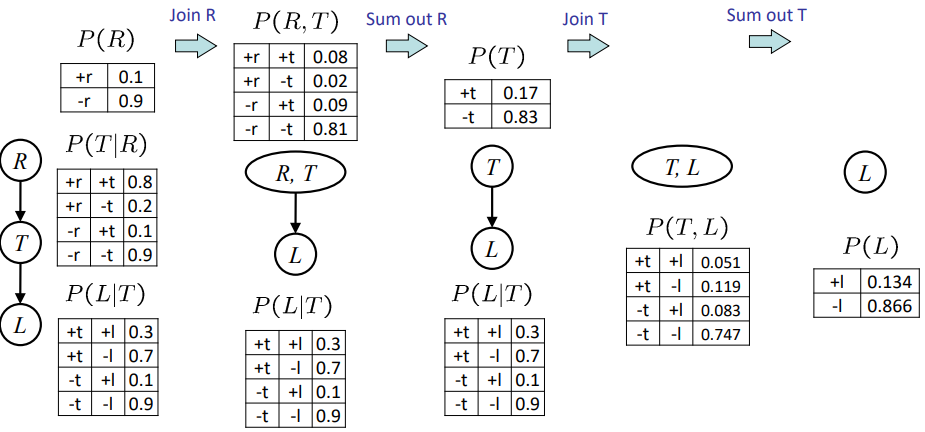 Join R
Sum out R
Join T
Sum out T
P(R)
+r 0.1
-r 0.9
P(R, T)
+r +t 0.08
+r -t 0.02
-r +t 0.09
-r -t 0.81
P(T)
+t 0.17
-t 0.83
R
T
L
P(T|R)
+r +t 0.8
+r -t 0.2
-r +t 0.1
-r -t 0.9
P(L|T)
+t +l 0.3
+t -l 0.7
-t +l 0.1
-t -l 0.9
R, T
L
P(L|T)
+t +l 0.3
+t -l 0.7
-t +l 0.1
-t -l 0.9
T
L
P(L|T)
+t +l 0.3
+t -l 0.7
-t +l 0.1
-t -l 0.9
T, L
P(T, L)
+t +l 0.051
+t -l 0.119
-t +l 0.083
-t -l 0.747
L
P(L)
+l 0.134
-l 0.866